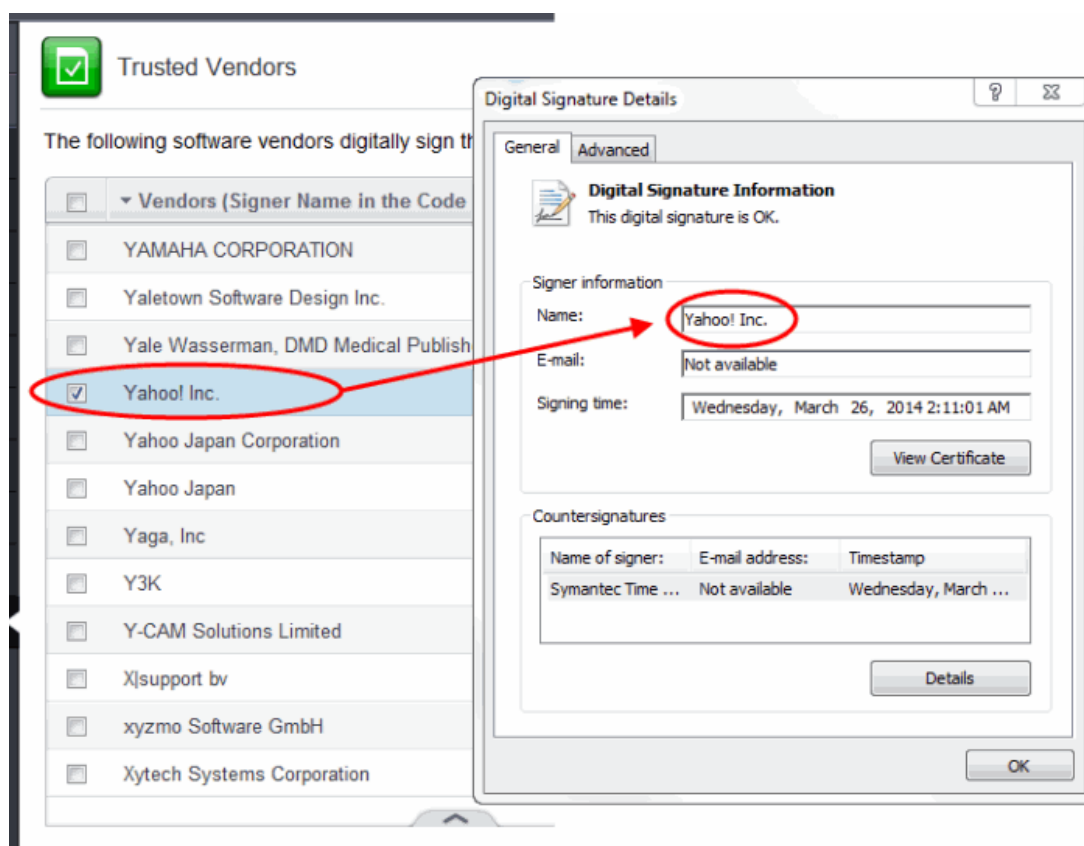 Trusted Vendors
The following software vendors digitally sign th
Vendors (Signer Name in the Code
YAMAHA CORPORATION
Yaletown Software Design Inc.
Yale Wasserman, DMD Medical Publish
Yahoo! Inc.
Yahoo Japan Corporation
Yahoo Japan
Yaga, Inc
Y3K
Y-CAM Solutions Limited
X|support bv
xyzmo Software GmbH
Xytech Systems Corporation
Digital Signature Details
General Advanced
Digital Signature Information
This digital signature is OK.
Signer information
Name: Yahoo! Inc.
E-mail: Not available
Signing time: Wednesday, March 26, 2014 2:11:01 AM
View Certificate
Countersignatures
Name of signer: E-mail address: Timestamp
Symantec Time ... Not available Wednesday, March ...
Details
OK